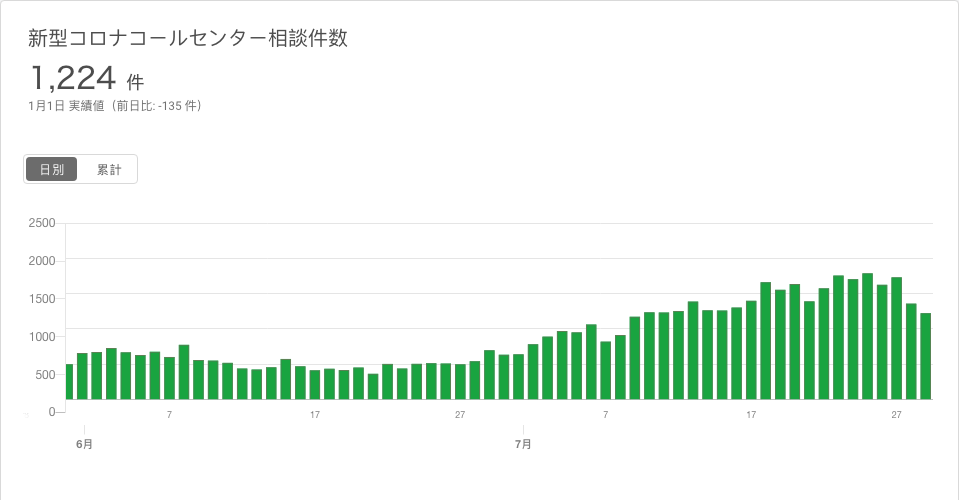 新型コロナコールセンター相談件数
1,224 件
1月1日 実績値（前日比: -135 件）
日別 累計
2500
2000
1500
1000
500
0
7 17 27 7 17 27
6月 7月